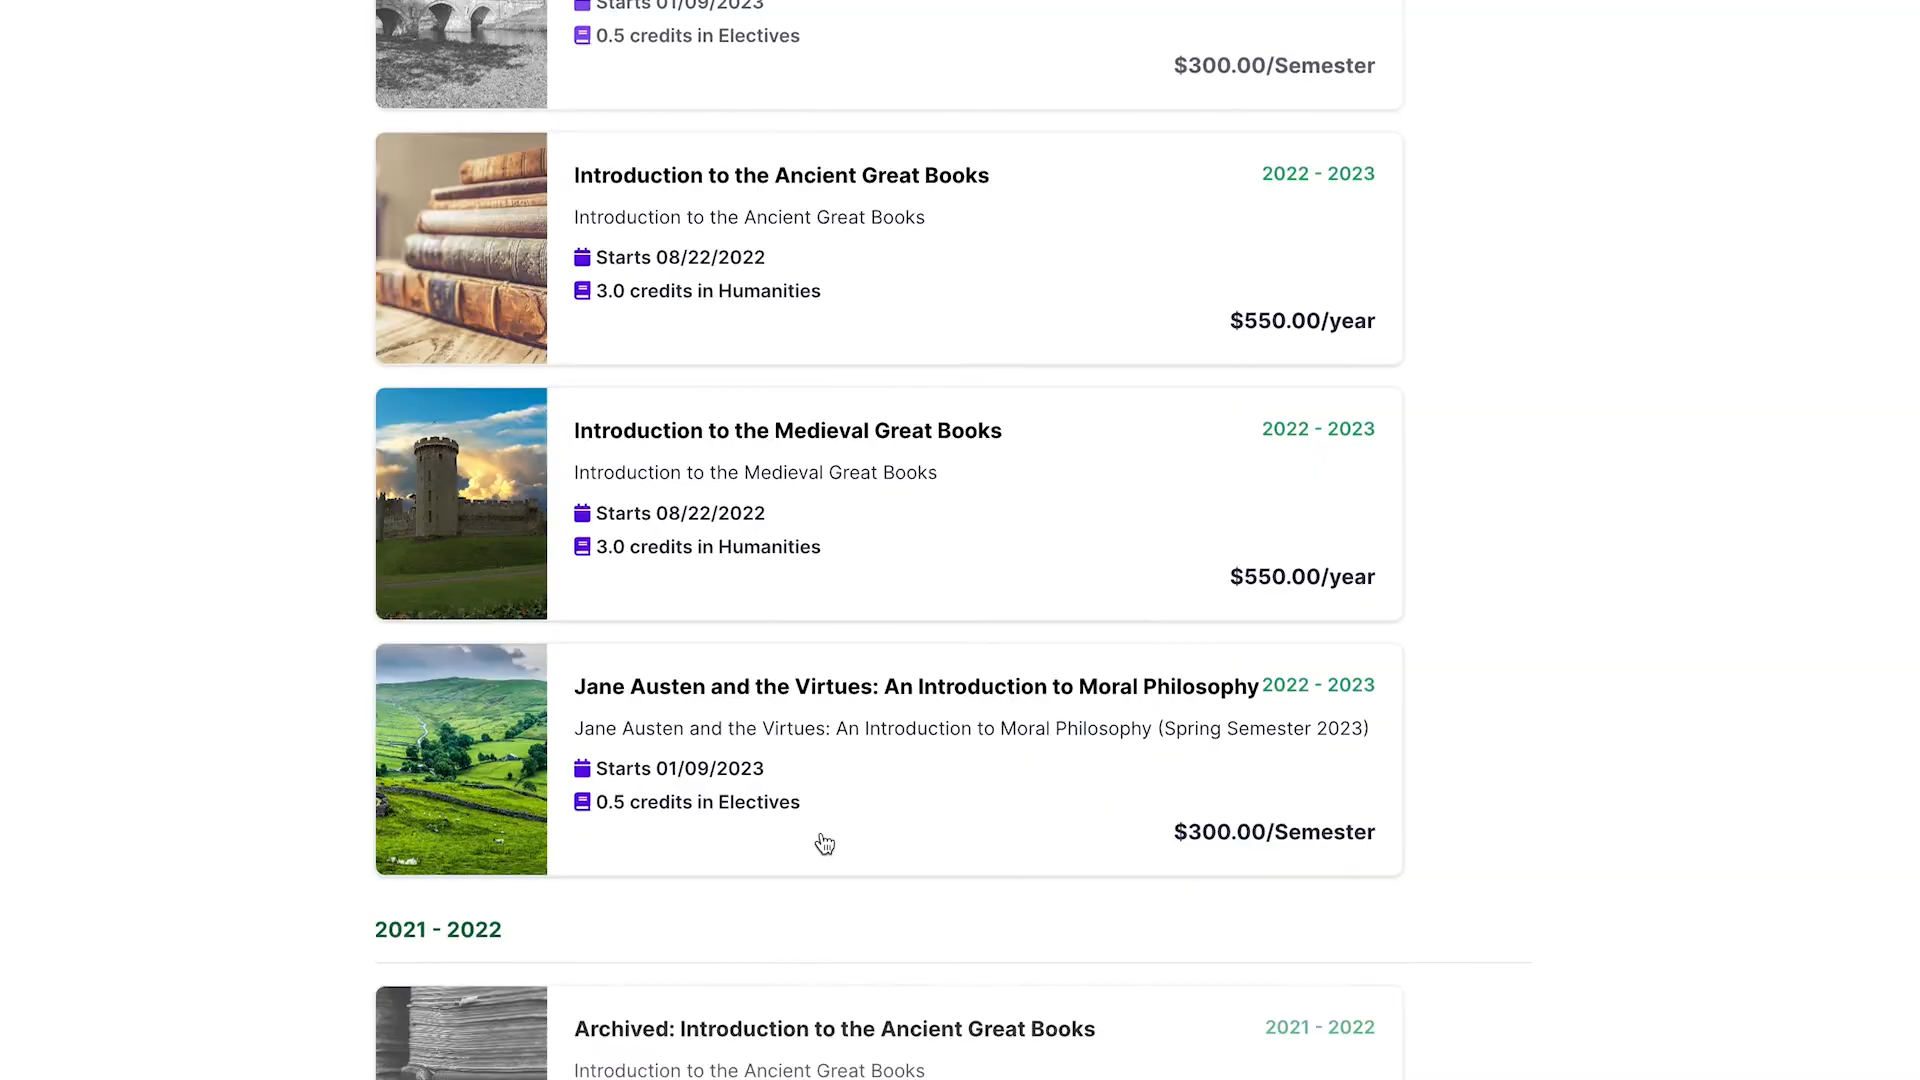 Starts 01/09/2023
0.5 credits in Electives
$300.00/Semester
Introduction to the Ancient Great Books
2022 - 2023
Introduction to the Ancient Great Books
Starts 08/22/2022
3.0 credits in Humanities
$550.00/year
Introduction to the Medieval Great Books
2022 - 2023
Introduction to the Medieval Great Books
Starts 08/22/2022
3.0 credits in Humanities
$550.00/year
Jane Austen and the Virtues: An Introduction to Moral Philosophy
2022 - 2023
Jane Austen and the Virtues: An Introduction to Moral Philosophy (Spring Semester 2023)
Starts 01/09/2023
0.5 credits in Electives
$300.00/Semester
2021 - 2022
Archived: Introduction to the Ancient Great Books
2021 - 2022
Introduction to the Ancient Great Books